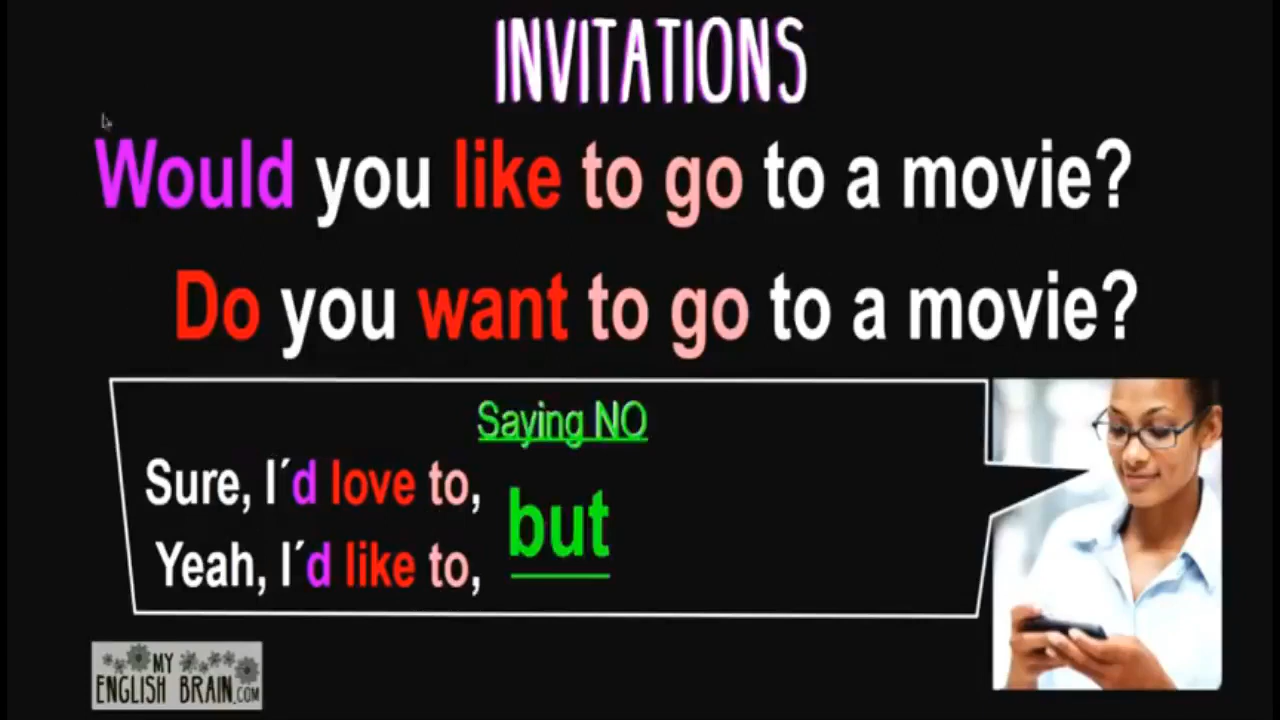 INVITATIONS
Would you like to go to a movie?
Do you want to go to a movie?
Saying NO
Sure, I´d love to,
but
Yeah, I´d like to,
MY
ENGLISH BRAIN.COM